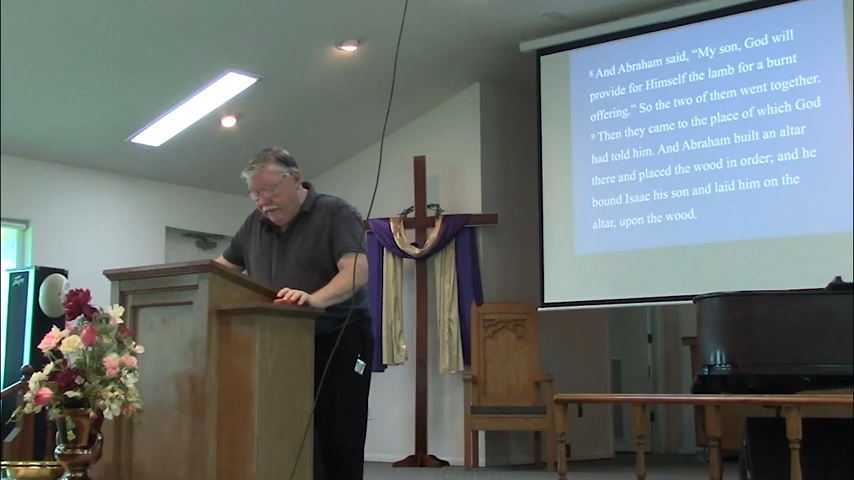 8 And Abraham said, “My son, God will
provide for Himself the lamb for a burnt
offering.” So the two of them went together.
9 Then they came to the place of which God
had told him. And Abraham built an altar
there and placed the wood in order; and he
bound Isaac his son and laid him on the
altar, upon the wood.